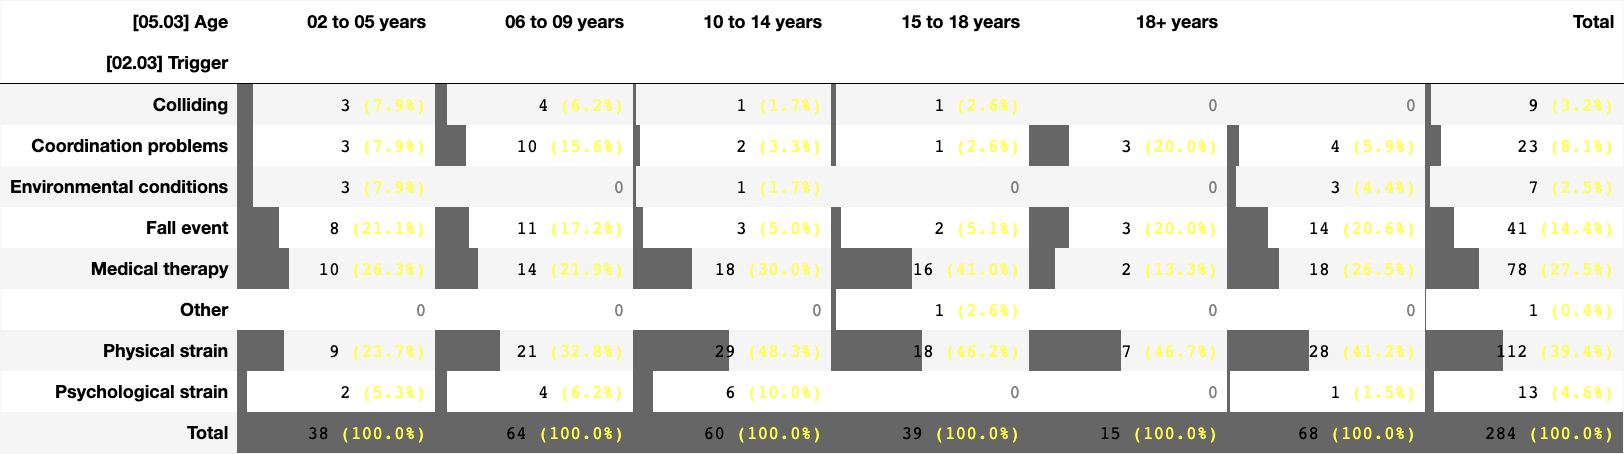 [05.03] Age 02 to 05 years 06 to 09 years 10 to 14 years 15 to 18 years 18+ years Total
[02.03] Trigger
Colliding 3 (7.9%) 4 (6.2%) 1 (1.7%) 1 (2.6%) 0 0 9 (3.2%)
Coordination problems 3 (7.9%) 10 (15.6%) 2 (3.3%) 1 (2.6%) 3 (20.0%) 4 (5.9%) 23 (8.1%)
Environmental conditions 3 (7.9%) 0 1 (1.7%) 0 0 3 (4.4%) 7 (2.5%)
Fall event 8 (21.1%) 11 (17.2%) 3 (5.0%) 2 (5.1%) 3 (20.0%) 14 (20.6%) 41 (14.4%)
Medical therapy 10 (26.3%) 14 (21.9%) 18 (30.0%) 16 (41.0%) 2 (13.3%) 18 (26.5%) 78 (27.5%)
Other 0 0 0 1 (2.6%) 0 0 1 (0.4%)
Physical strain 9 (23.7%) 21 (32.8%) 29 (48.3%) 18 (46.2%) 7 (46.7%) 28 (41.2%) 112 (39.4%)
Psychological strain 2 (5.3%) 4 (6.2%) 6 (10.0%) 0 0 1 (1.5%) 13 (4.6%)
Total 38 (100.0%) 64 (100.0%) 60 (100.0%) 39 (100.0%) 15 (100.0%) 68 (100.0%) 284 (100.0%)